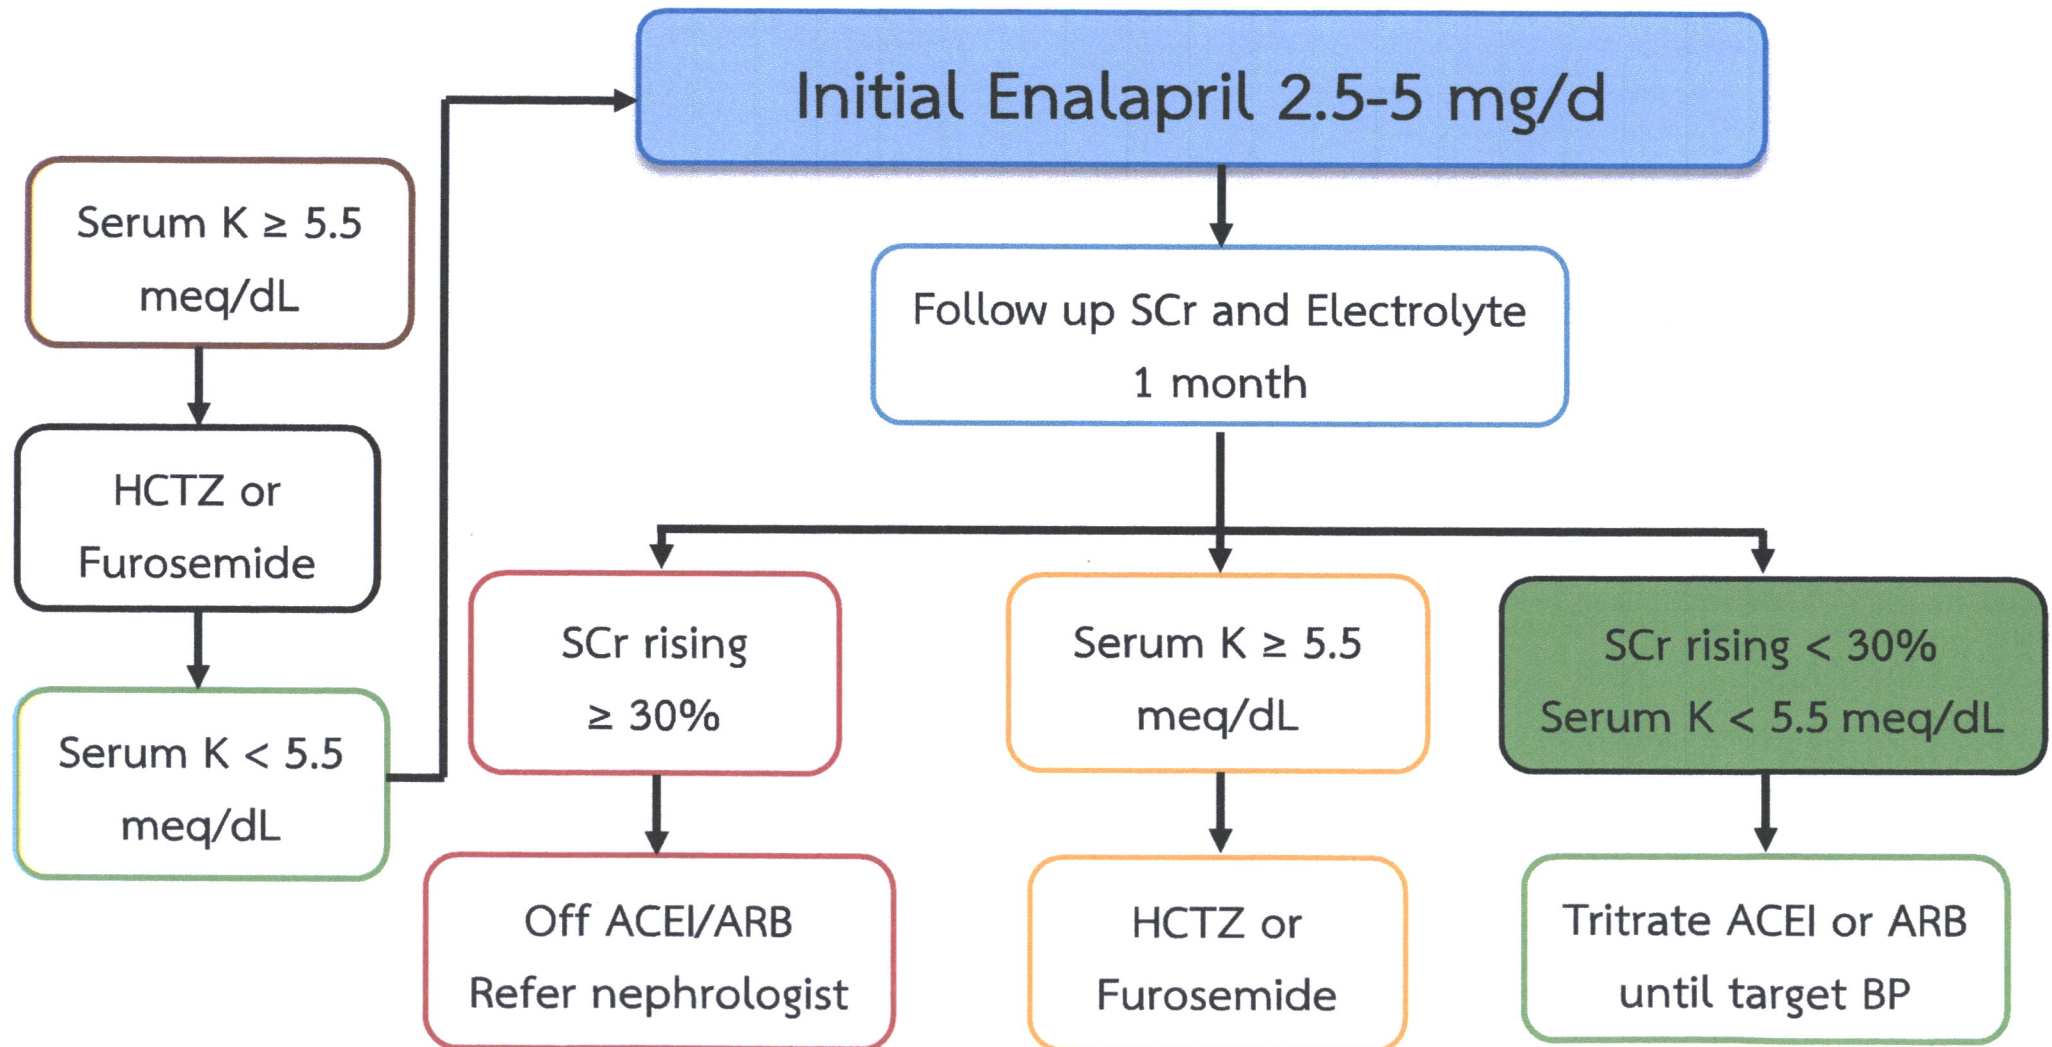 Initial Enalapril 2.5-5 mg/d
Serum K ≥ 5.5
meq/dL
HCTZ or
Furosemide
Serum K < 5.5
meq/dL
Follow up SCr and Electrolyte
1 month
SCr rising
≥ 30%
Off ACEI/ARB
Refer nephrologist
Serum K ≥ 5.5
meq/dL
HCTZ or
Furosemide
SCr rising < 30%
Serum K < 5.5 meq/dL
Tritrate ACEI or ARB
until target BP